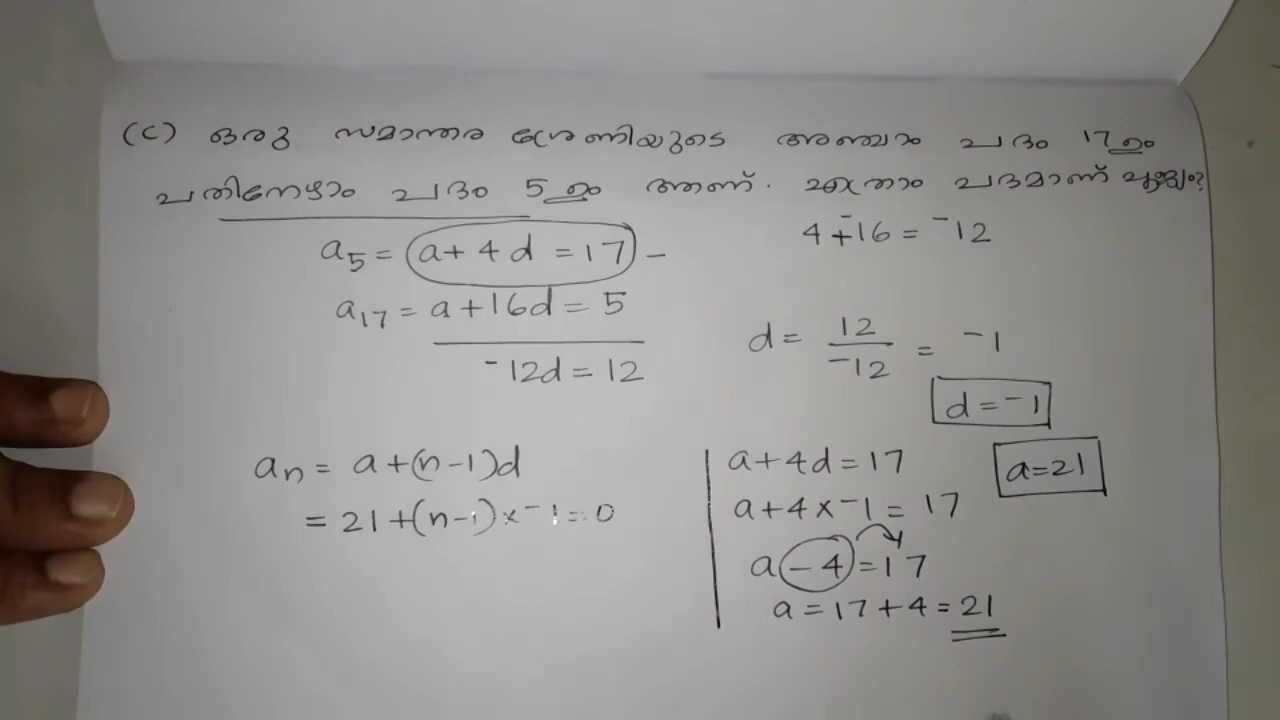 (C) ഒരു സമാന്തര ശ്രേണിയുടെ അഞ്ചാം പദം 17 ഉം
പതിനേഴാം പദം 5 ഉം ആണ്. എത്രാം പദമാണ് പൂജ്യം?
a₅ = a + 4d = 17 –
4 + ⁻16 = ⁻12
a₁₇ = a + 16d = 5
⁻12d = 12
d = 12/⁻12 = ⁻1
d = ⁻1
aₙ = a + (n-1)d
= 21 + (n-1) x ⁻1 = 0
a + 4d = 17
a = 21
a + 4 x ⁻1 = 17
a - 4 = 17
a = 17 + 4 = 21